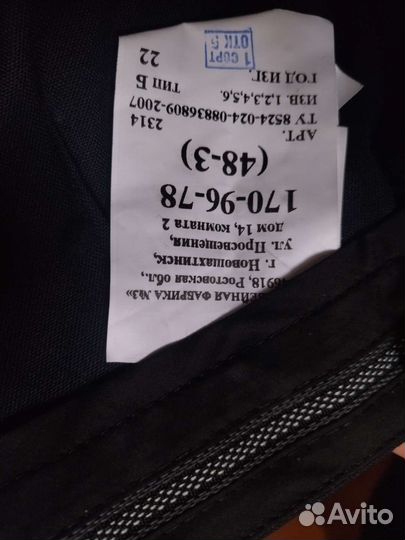 ВЕЙНАЯ ФАБРИКА №3»
6918, Ростовская обл.,
г. Новошахтинск,
ул. Просвещения,
дом 14, комната 2
170-96-78
(48-3)
АРТ. 2314
ТУ 8524-024-08836809-2007
ИЗВ. 1,2,3,4,5,6. ТИП Б
ГОД ИЗГ. 22
1 СОРТ
ОТК 5
Avito